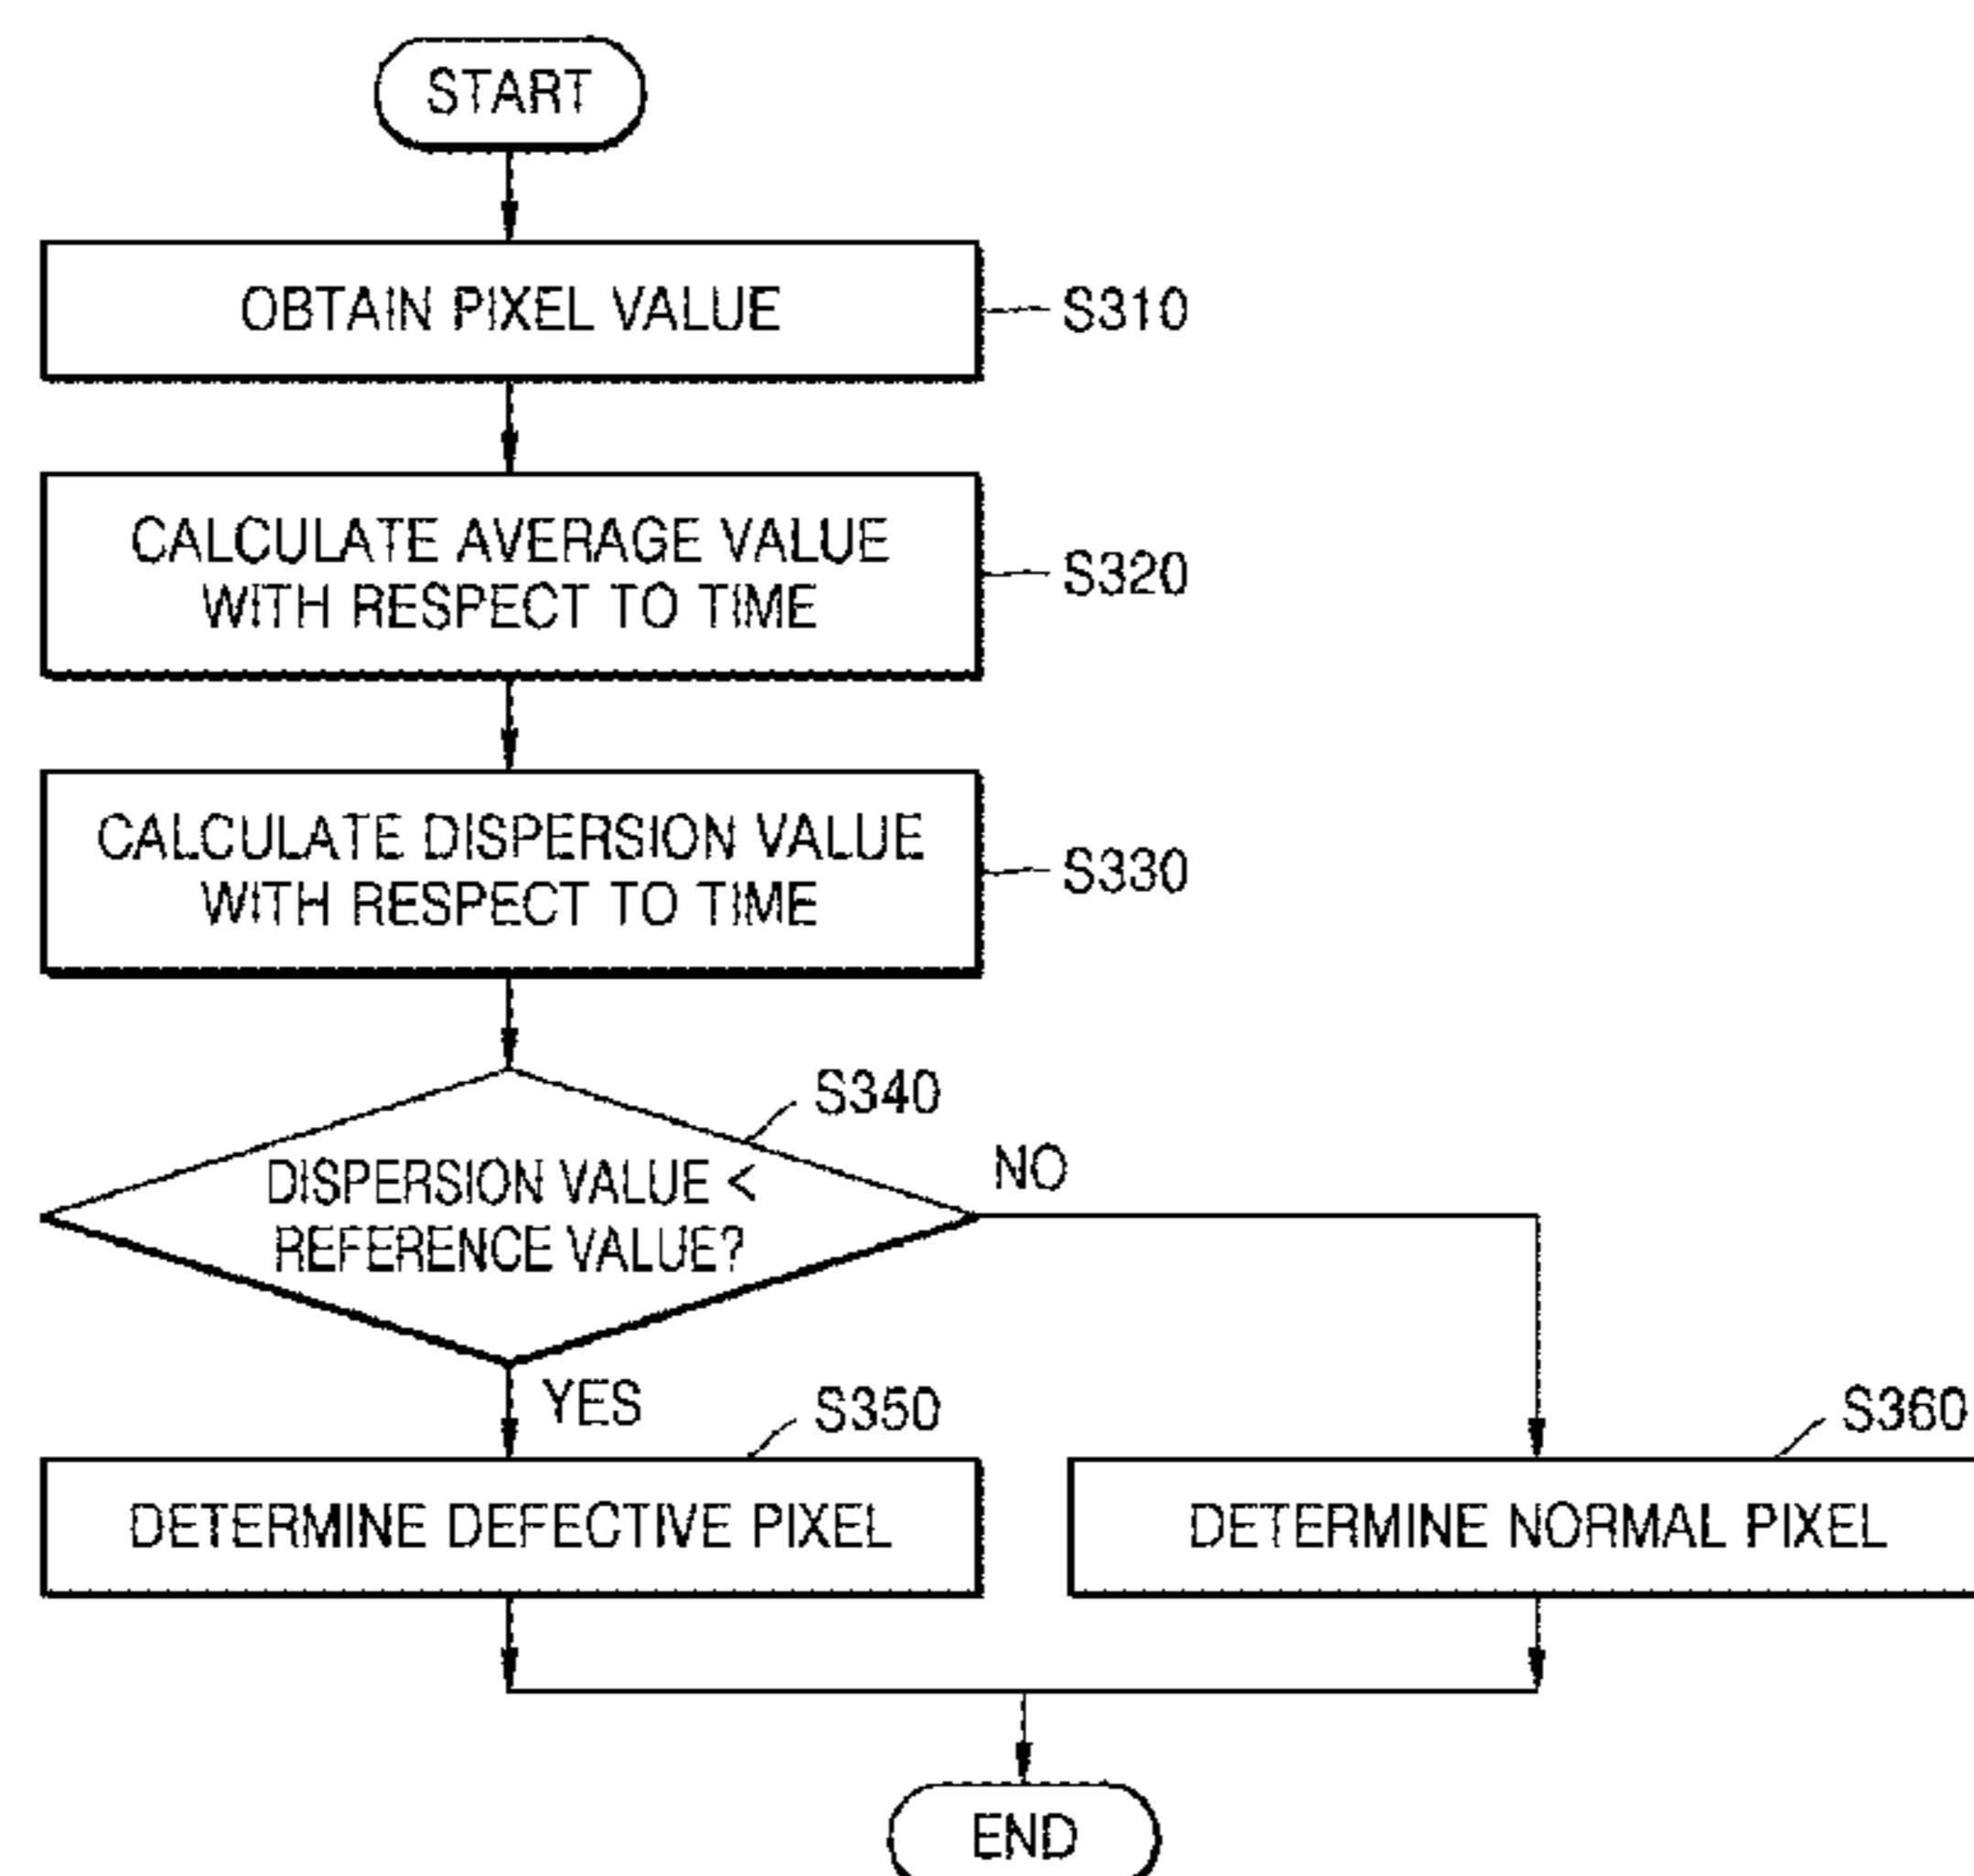 START
OBTAIN PIXEL VALUE
S310
CALCULATE AVERAGE VALUE
WITH RESPECT TO TIME
S320
CALCULATE DISPERSION VALUE
WITH RESPECT TO TIME
S330
S340
DISPERSION VALUE <
REFERENCE VALUE?
NO
YES
S350
S360
DETERMINE DEFECTIVE PIXEL
DETERMINE NORMAL PIXEL
END